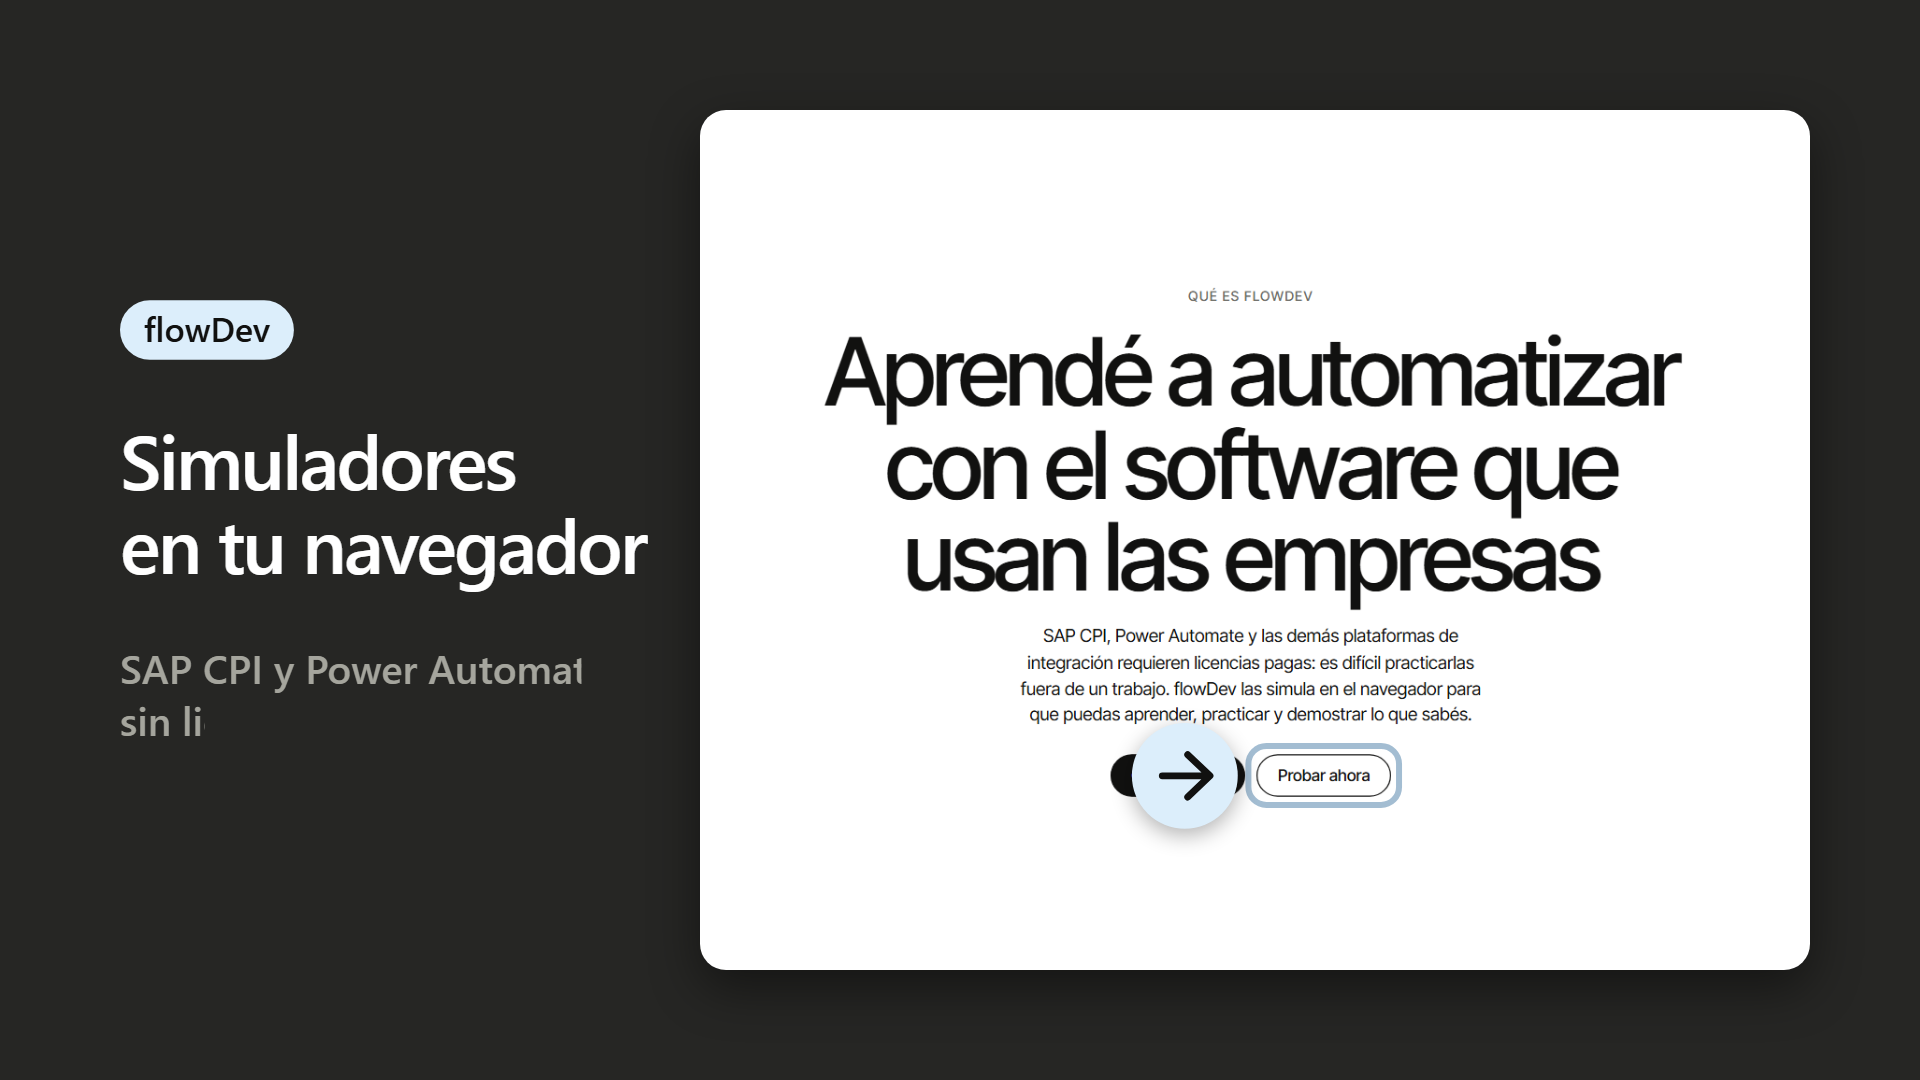 flowDev
Simuladores
en tu navegador
SAP CPI y Power Automat
sin li
QUÉ ES FLOWDEV
Aprendé a automatizar
con el software que
usan las empresas
SAP CPI, Power Automate y las demás plataformas de
integración requieren licencias pagas: es difícil practicarlas
fuera de un trabajo. flowDev las simula en el navegador para
que puedas aprender, practicar y demostrar lo que sabés.
Probar ahora